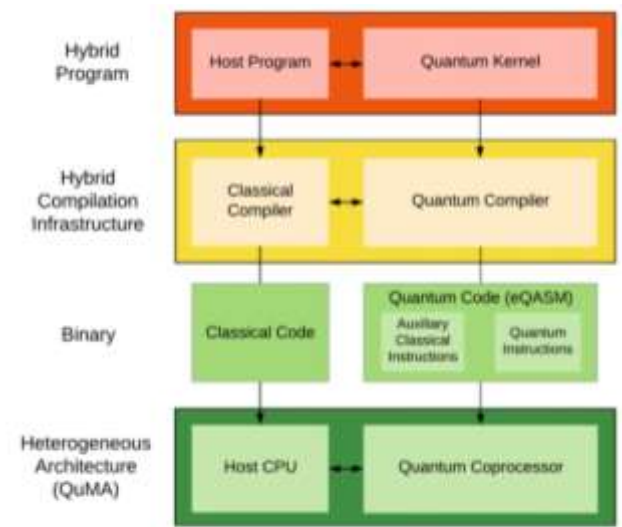 Hybrid
Program
Host Program
Quantum Kernel
Hybrid
Compilation
Infrastructure
Classical
Compiler
Quantum Compiler
Binary
Classical Code
Quantum Code (eQASM)
Auxiliary
Classical
Instructions
Quantum
Instructions
Heterogeneous
Architecture
(QuMA)
Host CPU
Quantum Coprocessor